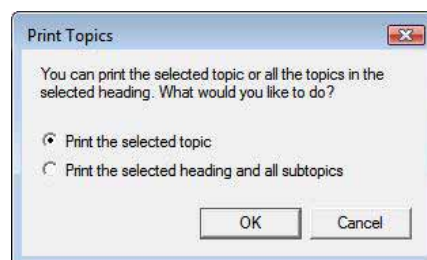 Print Topics
You can print the selected topic or all the topics in the
selected heading. What would you like to do?
Print the selected topic
Print the selected heading and all subtopics
OK Cancel